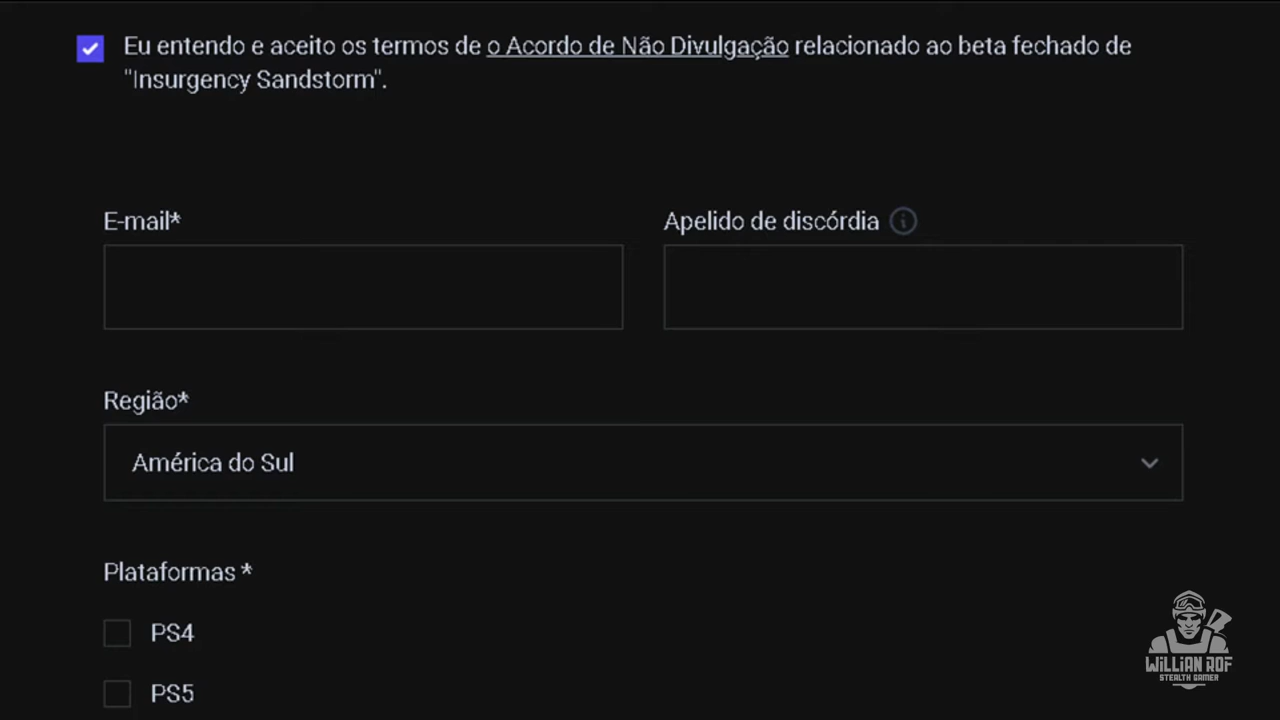 Eu entendo e aceito os termos de o Acordo de Não Divulgação relacionado ao beta fechado de
"Insurgency Sandstorm".
E-mail*
Apelido de discórdia
Região*
América do Sul
Plataformas *
PS4
PS5
WILLIAN ROF
STEALTH GAMER